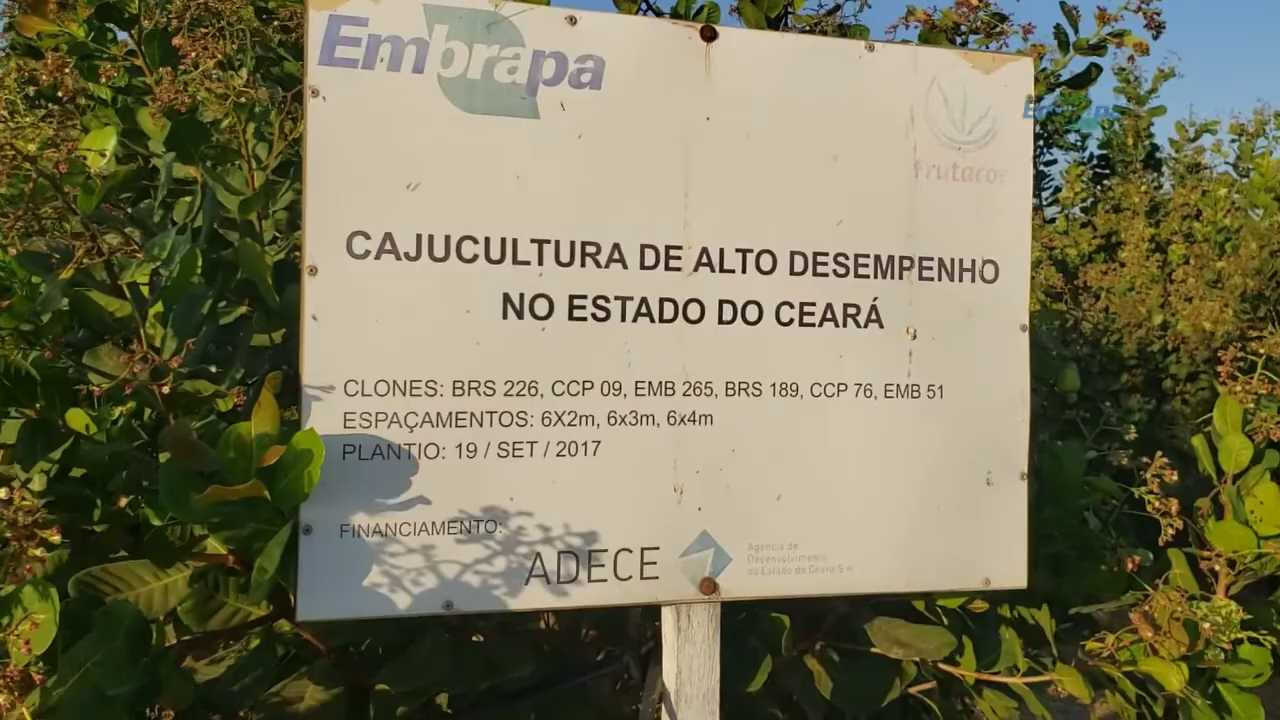 Embrapa
frutacor
Embrapa
CAJUCULTURA DE ALTO DESEMPENHO
NO ESTADO DO CEARÁ
CLONES: BRS 226, CCP 09, EMB 265, BRS 189, CCP 76, EMB 51
ESPAÇAMENTOS: 6X2m, 6x3m, 6x4m
PLANTIO: 19 / SET / 2017
FINANCIAMENTO:
ADECE
Agência de
Desenvolvimento
do Estado do Ceará S.A.